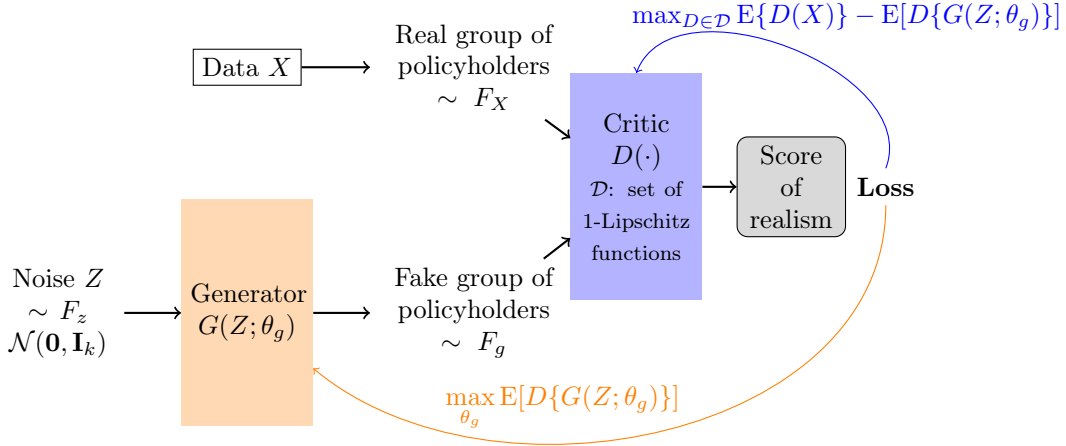 max_{D∈𝒟} E{D(X)} − E[D{G(Z; θ_g)}]
Data X
Real group of
policyholders
∼ F_X
Critic
D(·)
𝒟: set of
1-Lipschitz
functions
Score
of
realism
Loss
Noise Z
∼ F_z
𝒩(𝟎, 𝐈_k)
Generator
G(Z; θ_g)
Fake group of
policyholders
∼ F_g
max_{θ_g} E[D{G(Z; θ_g)}]